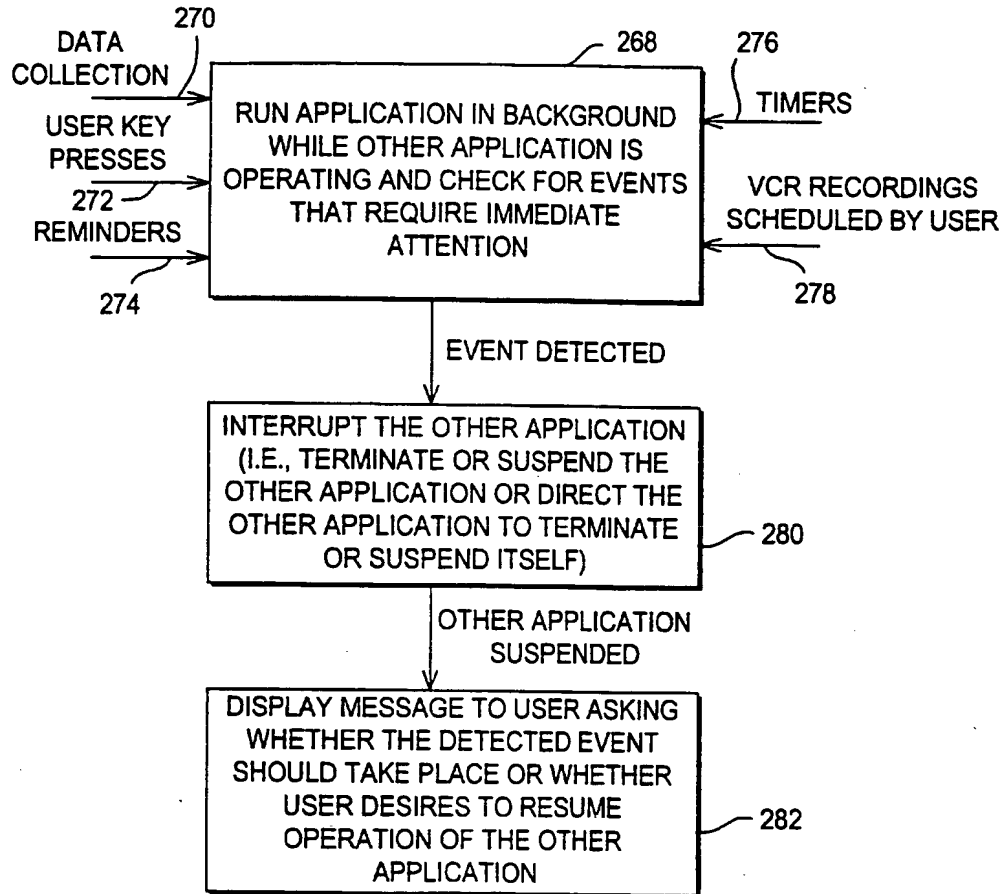 270
DATA
COLLECTION
USER KEY
PRESSES
272
REMINDERS
274
268
276
TIMERS
VCR RECORDINGS
SCHEDULED BY USER
278
RUN APPLICATION IN BACKGROUND
WHILE OTHER APPLICATION IS
OPERATING AND CHECK FOR EVENTS
THAT REQUIRE IMMEDIATE
ATTENTION
EVENT DETECTED
INTERRUPT THE OTHER APPLICATION
(I.E., TERMINATE OR SUSPEND THE
OTHER APPLICATION OR DIRECT THE
OTHER APPLICATION TO TERMINATE
OR SUSPEND ITSELF)
280
OTHER APPLICATION
SUSPENDED
DISPLAY MESSAGE TO USER ASKING
WHETHER THE DETECTED EVENT
SHOULD TAKE PLACE OR WHETHER
USER DESIRES TO RESUME
OPERATION OF THE OTHER
APPLICATION
282